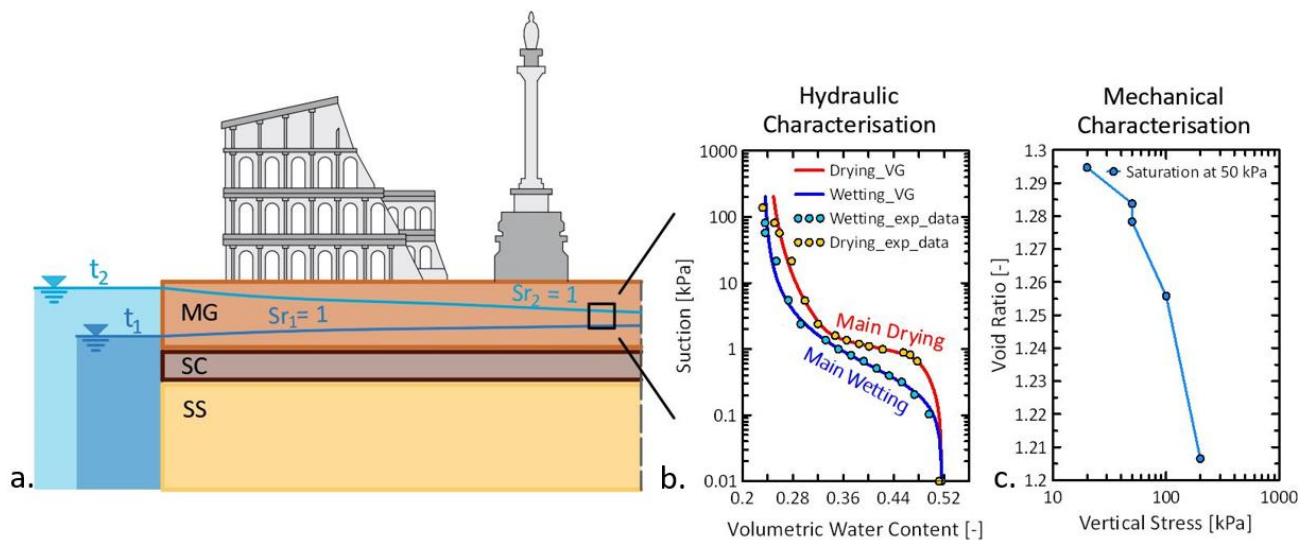 t2
t1
MG
Sr2 = 1
Sr1= 1
SC
SS
a.
Hydraulic
Characterisation
1000
100
10
1
0.1
0.01
Suction [kPa]
Drying_VG
Wetting_VG
Wetting_exp_data
Drying_exp_data
Main Drying
Main Wetting
0.2 0.28 0.36 0.44 0.52
Volumetric Water Content [-]
b.
Mechanical
Characterisation
1.3
1.29
1.28
1.27
1.26
1.25
1.24
1.23
1.22
1.21
1.2
Void Ratio [-]
Saturation at 50 kPa
10 100 1000
Vertical Stress [kPa]
c.